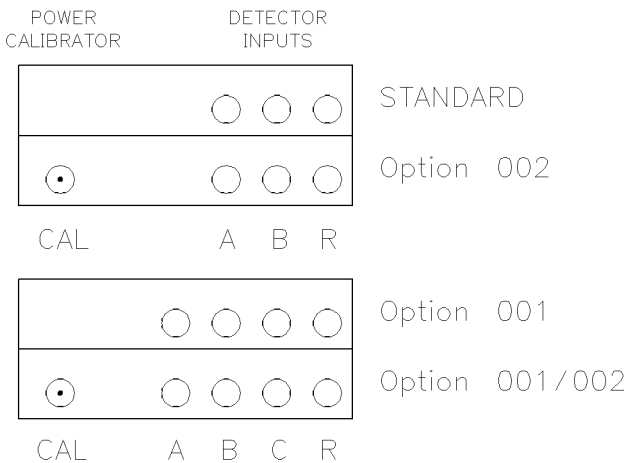 POWER CALIBRATOR
DETECTOR INPUTS
STANDARD
Option 002
CAL A B R
Option 001
Option 001/002
CAL A B C R